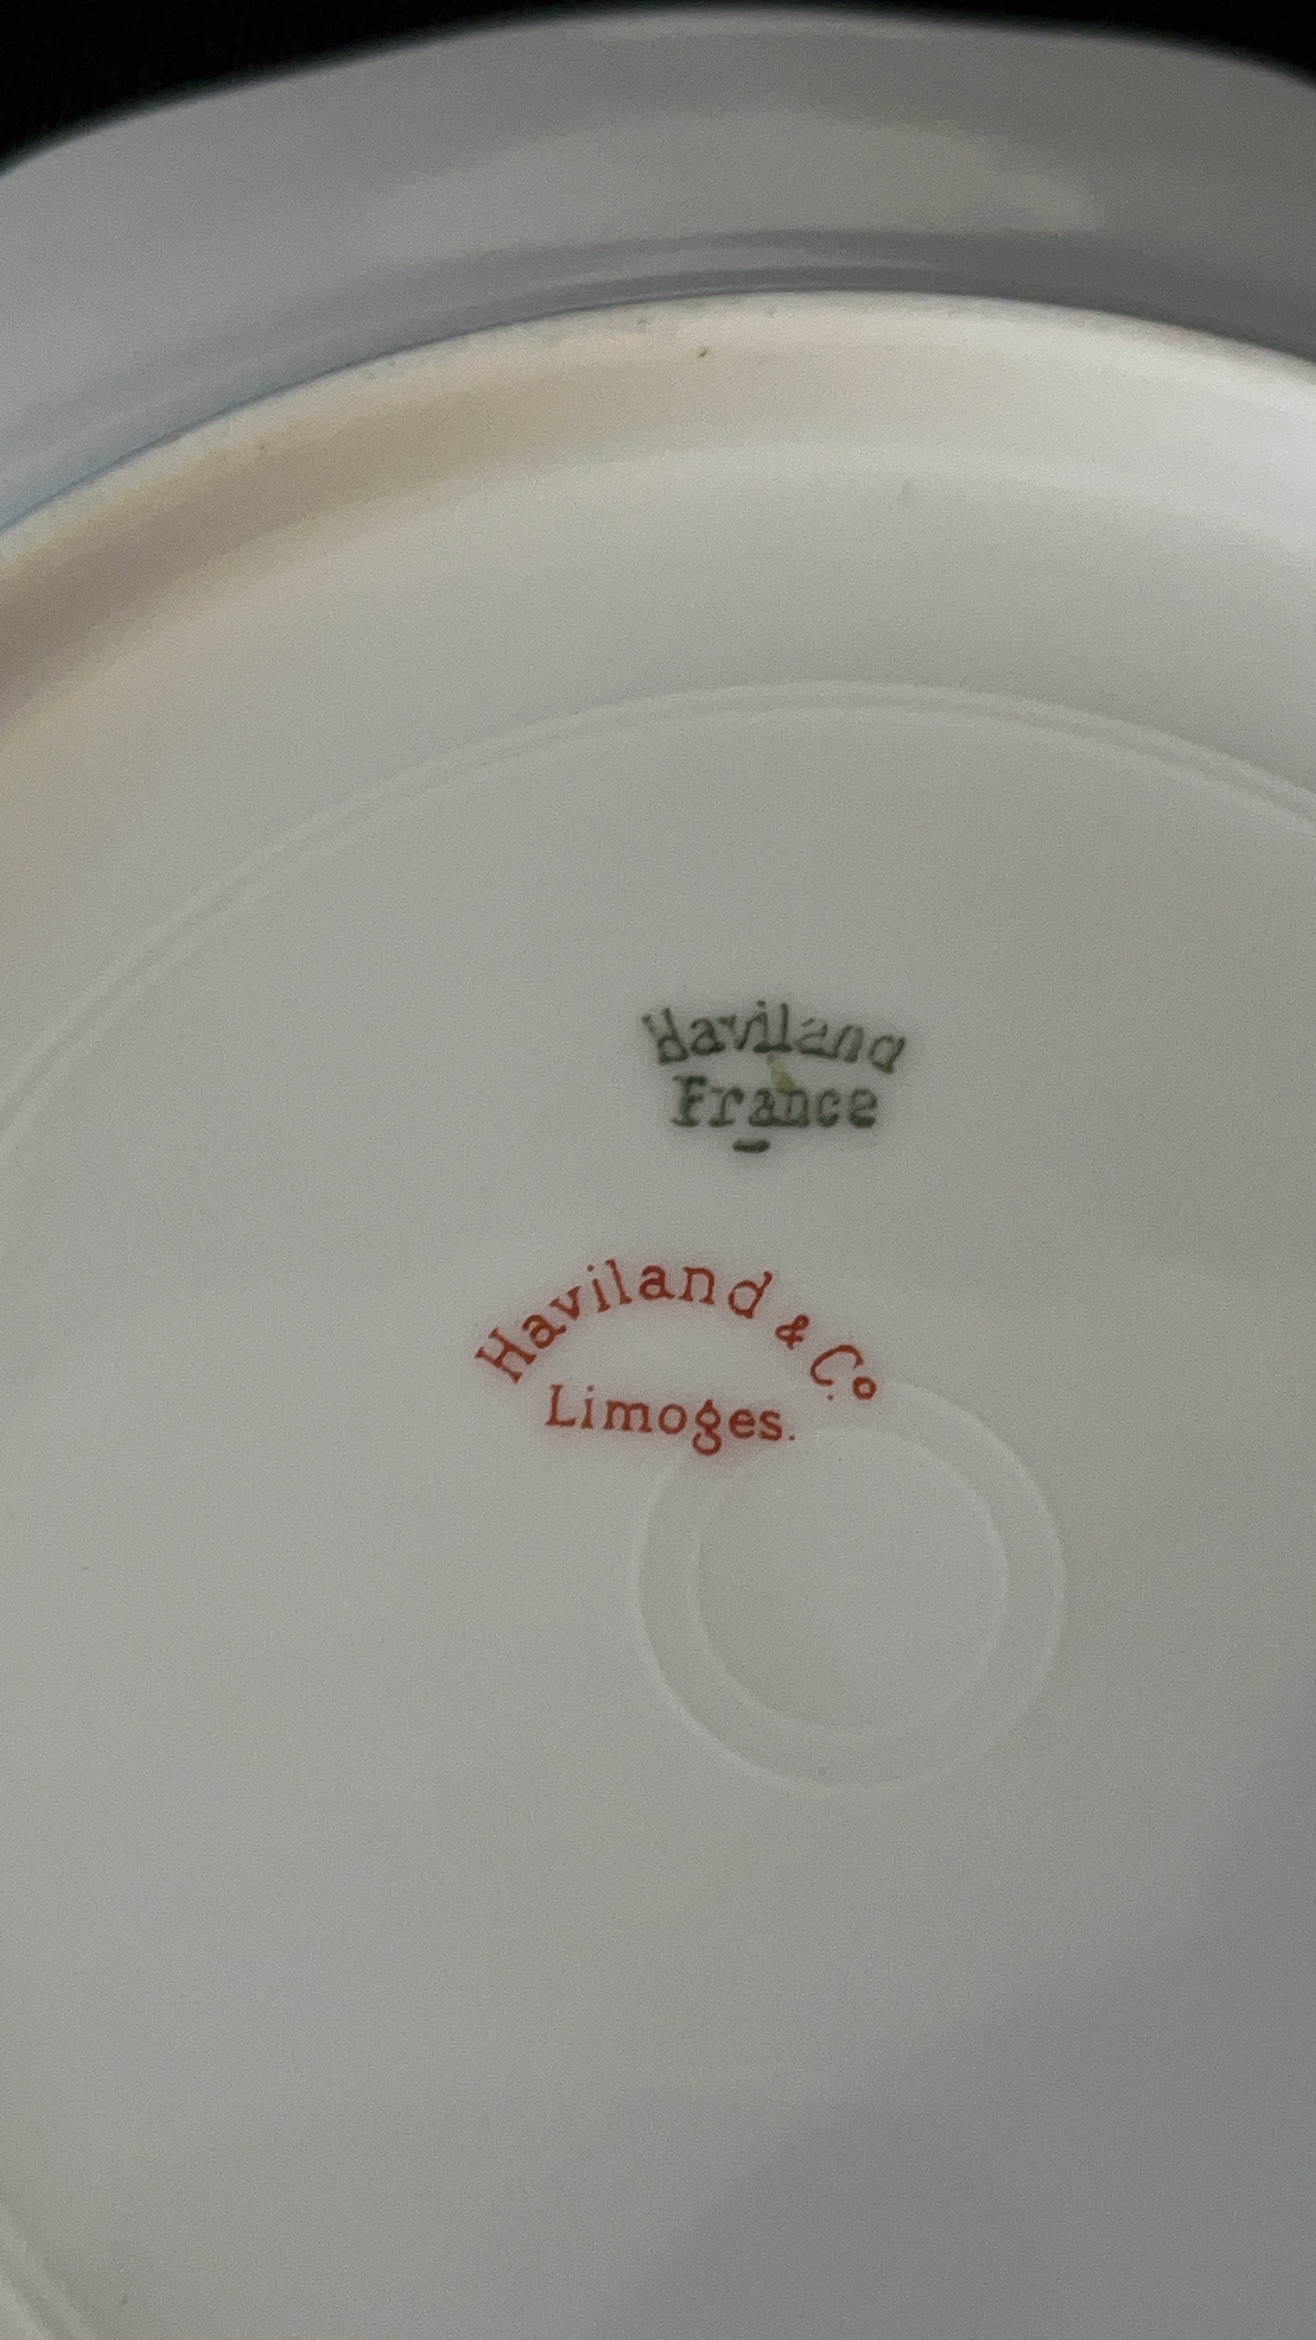 Haviland
France
Haviland & Co
Limoges.